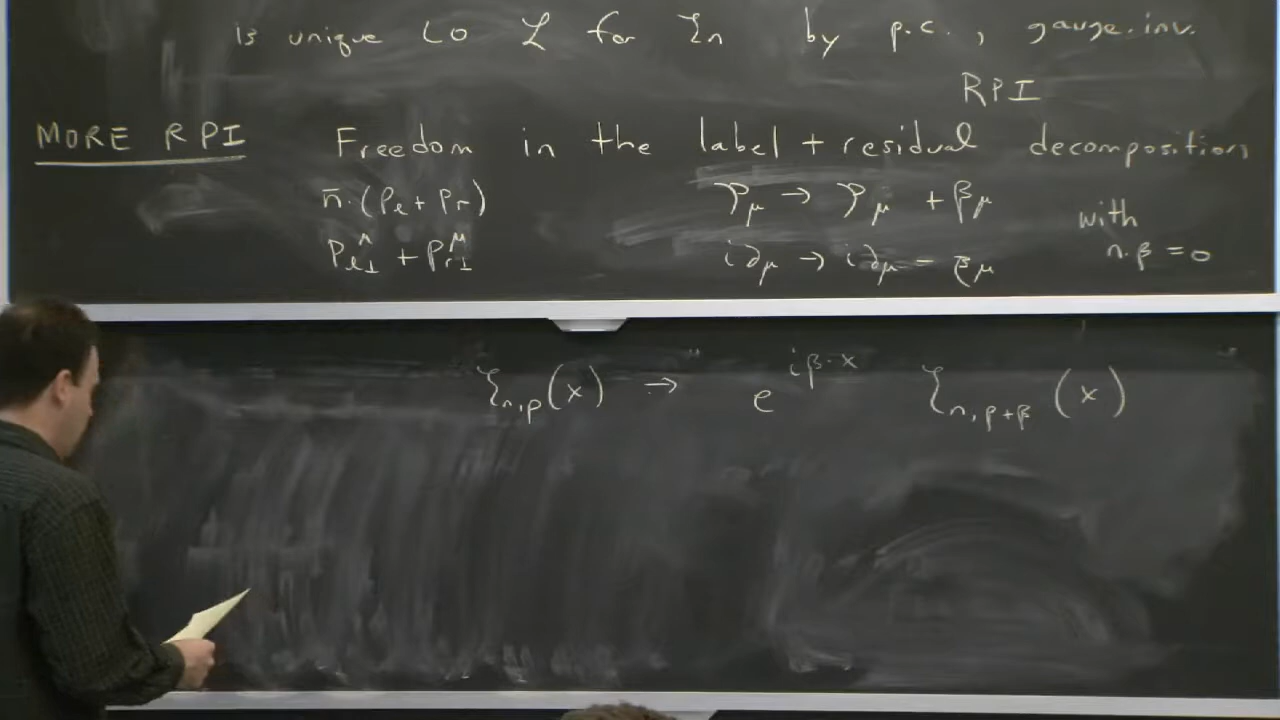 is unique LO ℒ for ξn by p.c., gauge.inv.
RPI
MORE RPI Freedom in the label + residual decomposition
n̄·(Pℓ + Pr) 𝒫μ → 𝒫μ + βμ with
Pℓ⊥^μ + Pr⊥^μ i∂μ → i∂μ − βμ n·β = 0
ξn,p(x) → e^{iβ·x} ξn,p+β(x)